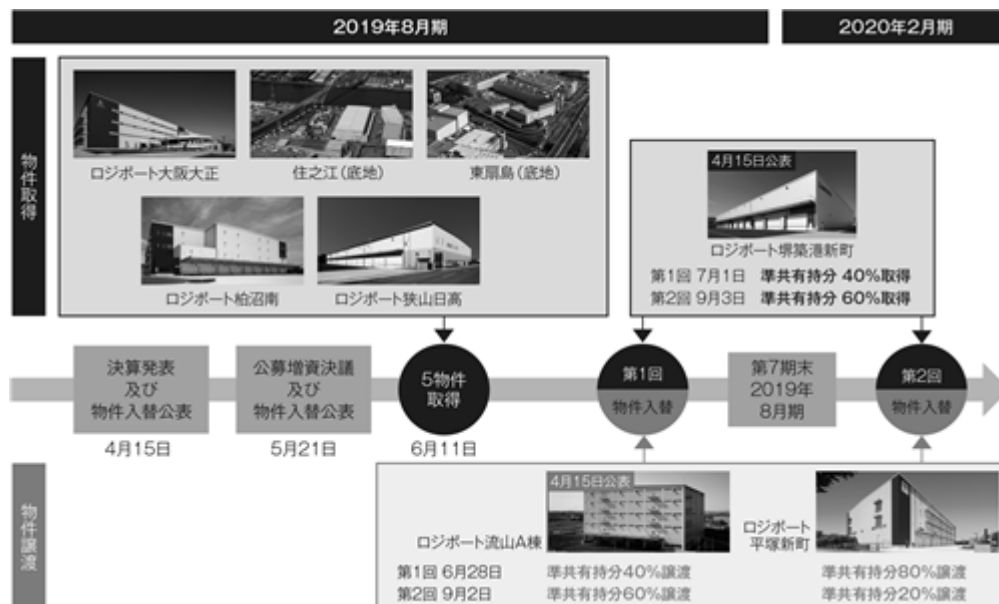 2019年8月期
2020年2月期
物件取得
ロジポート大阪大正
住之江（底地）
東扇島（底地）
ロジポート柏沼南
ロジポート狭山日高
4月15日公表
ロジポート堺築港新町
第1回 7月1日 準共有持分 40%取得
第2回 9月3日 準共有持分 60%取得
決算発表
及び
物件入替公表
4月15日
公募増資決議
及び
物件入替公表
5月21日
5物件
取得
6月11日
第1回
物件入替
第7期末
2019年
8月期
第2回
物件入替
物件譲渡
4月15日公表
ロジポート流山A棟
ロジポート
平塚新町
第1回 6月28日 準共有持分40%譲渡 準共有持分80%譲渡
第2回 9月2日 準共有持分60%譲渡 準共有持分20%譲渡